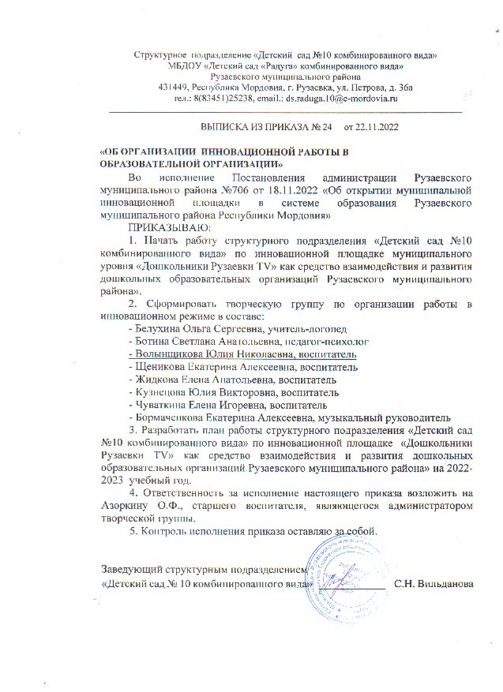 Структурное подразделение «Детский сад №10 комбинированного вида»
МБДОУ «Детский сад «Радуга» комбинированного вида»
Рузаевского муниципального района
431449, Республика Мордовия, г. Рузаевка, ул. Петрова, д. 36а
тел.: 8(83451)25238, email.: ds.raduga.10@e-mordovia.ru
ВЫПИСКА ИЗ ПРИКАЗА № 24 от 22.11.2022
«ОБ ОРГАНИЗАЦИИ ИННОВАЦИОННОЙ РАБОТЫ В
ОБРАЗОВАТЕЛЬНОЙ ОРГАНИЗАЦИИ»
Во исполнение Постановления администрации Рузаевского
муниципального района №706 от 18.11.2022 «Об открытии муниципальной
инновационной площадки в системе образования Рузаевского
муниципального района Республики Мордовия»
ПРИКАЗЫВАЮ:
1. Начать работу структурного подразделения «Детский сад №10
комбинированного вида» по инновационной площадке муниципального
уровня «Дошкольники Рузаевки TV» как средство взаимодействия и развития
дошкольных образовательных организаций Рузаевского муниципального
района».
2. Сформировать творческую группу по организации работы в
инновационном режиме в составе:
- Белухина Ольга Сергеевна, учитель-логопед
- Ботина Светлана Анатольевна, педагог-психолог
- Волынщикова Юлия Николаевна, воспитатель
- Щеникова Екатерина Алексеевна, воспитатель
- Жидкова Елена Анатольевна, воспитатель
- Кузнецова Юлия Викторовна, воспитатель
- Чуваткина Елена Игоревна, воспитатель
- Бормаченкова Екатерина Алексеевна, музыкальный руководитель
3. Разработать план работы структурного подразделения «Детский сад
№10 комбинированного вида» по инновационной площадке «Дошкольники
Рузаевки TV» как средство взаимодействия и развития дошкольных
образовательных организаций Рузаевского муниципального района» на 2022-
2023 учебный год.
4. Ответственность за исполнение настоящего приказа возложить на
Азоркину О.Ф., старшего воспитателя, являющегося администратором
творческой группы.
5. Контроль исполнения приказа оставляю за собой.
Заведующий структурным подразделением
«Детский сад № 10 комбинированного вида» С.Н. Вильданова